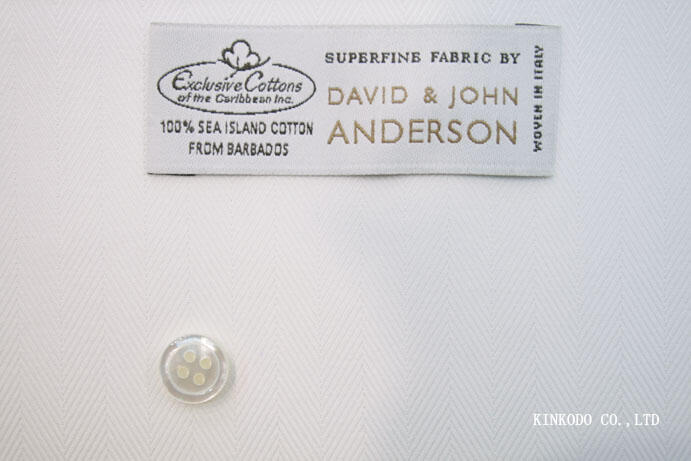 Exclusive Cottons
of the Caribbean Inc.
100% SEA ISLAND COTTON
FROM BARBADOS
SUPERFINE FABRIC BY
DAVID & JOHN
ANDERSON
WOVEN IN ITALY
KINKODO CO.,LTD